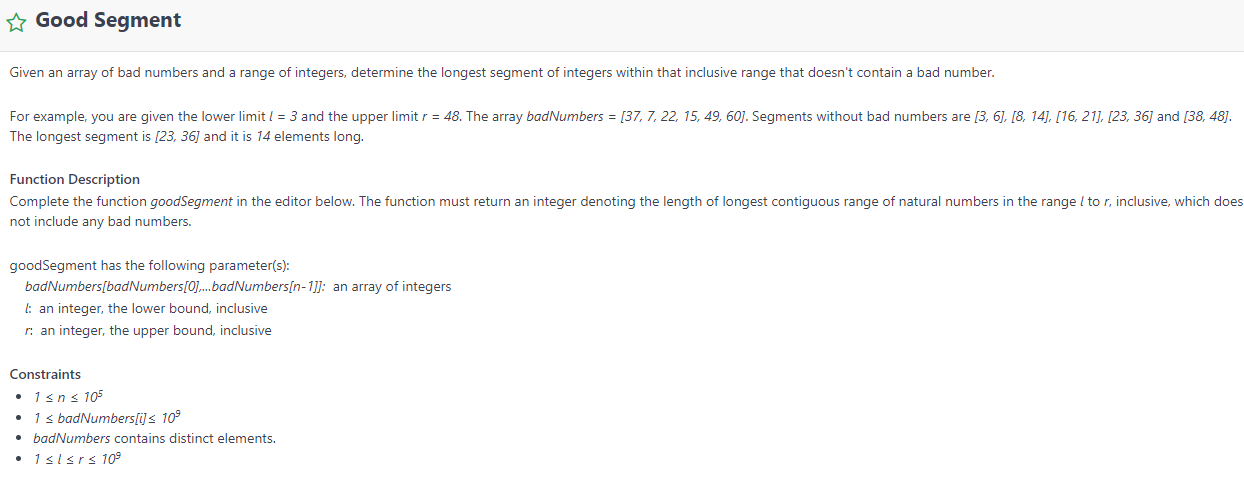 Good Segment
Given an array of bad numbers and a range of integers, determine the longest segment of integers within that inclusive range that doesn't contain a bad number.
For example, you are given the lower limit l = 3 and the upper limit r = 48. The array badNumbers = [37, 7, 22, 15, 49, 60]. Segments without bad numbers are [3, 6], [8, 14], [16, 21], [23, 36] and [38, 48].
The longest segment is [23, 36] and it is 14 elements long.
Function Description
Complete the function goodSegment in the editor below. The function must return an integer denoting the length of longest contiguous range of natural numbers in the range l to r, inclusive, which does
not include any bad numbers.
goodSegment has the following parameter(s):
badNumbers[badNumbers[0],...badNumbers[n-1]]: an array of integers
l: an integer, the lower bound, inclusive
r: an integer, the upper bound, inclusive
Constraints
• 1 ≤ n ≤ 10⁵
• 1 ≤ badNumbers[i] ≤ 10⁹
• badNumbers contains distinct elements.
• 1 ≤ l ≤ r ≤ 10⁹